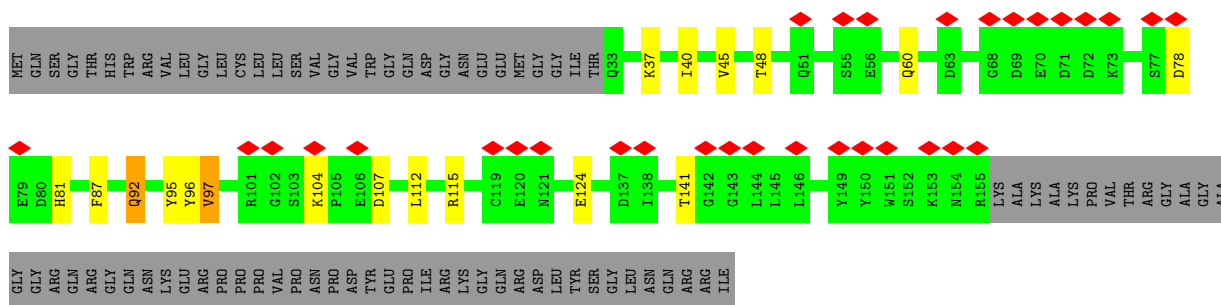 MET GLN SER GLY THR HIS TRP ARG VAL LEU GLY LEU CYS LEU LEU SER VAL GLY VAL TRP GLY GLN ASP GLY ASN GLU GLU MET GLY GLY ILE THR Q33 K37 I40 V45 T48 Q51 S55 E56 Q60 D63 G68 D69 E70 D71 D72 K73 S77 D78
E79 D80 H81 F87 Q92 Y95 Y96 V97 R101 G102 S103 K104 P105 E106 D107 L112 R115 C119 E120 N121 E124 D137 I138 T141 G142 G143 L144 L145 L146 Y149 Y150 W151 S152 K153 N154 R155 LYS ALA LYS ALA LYS PRO VAL THR ARG GLY ALA GLY ALA
GLY GLY ARG GLN ARG GLY GLN ASN LYS GLU ARG PRO PRO PRO VAL PRO ASN PRO ASP TYR GLU PRO ILE ARG LYS GLY GLN ARG ASP LEU TYR SER GLY LEU ASN GLN ARG ARG ILE